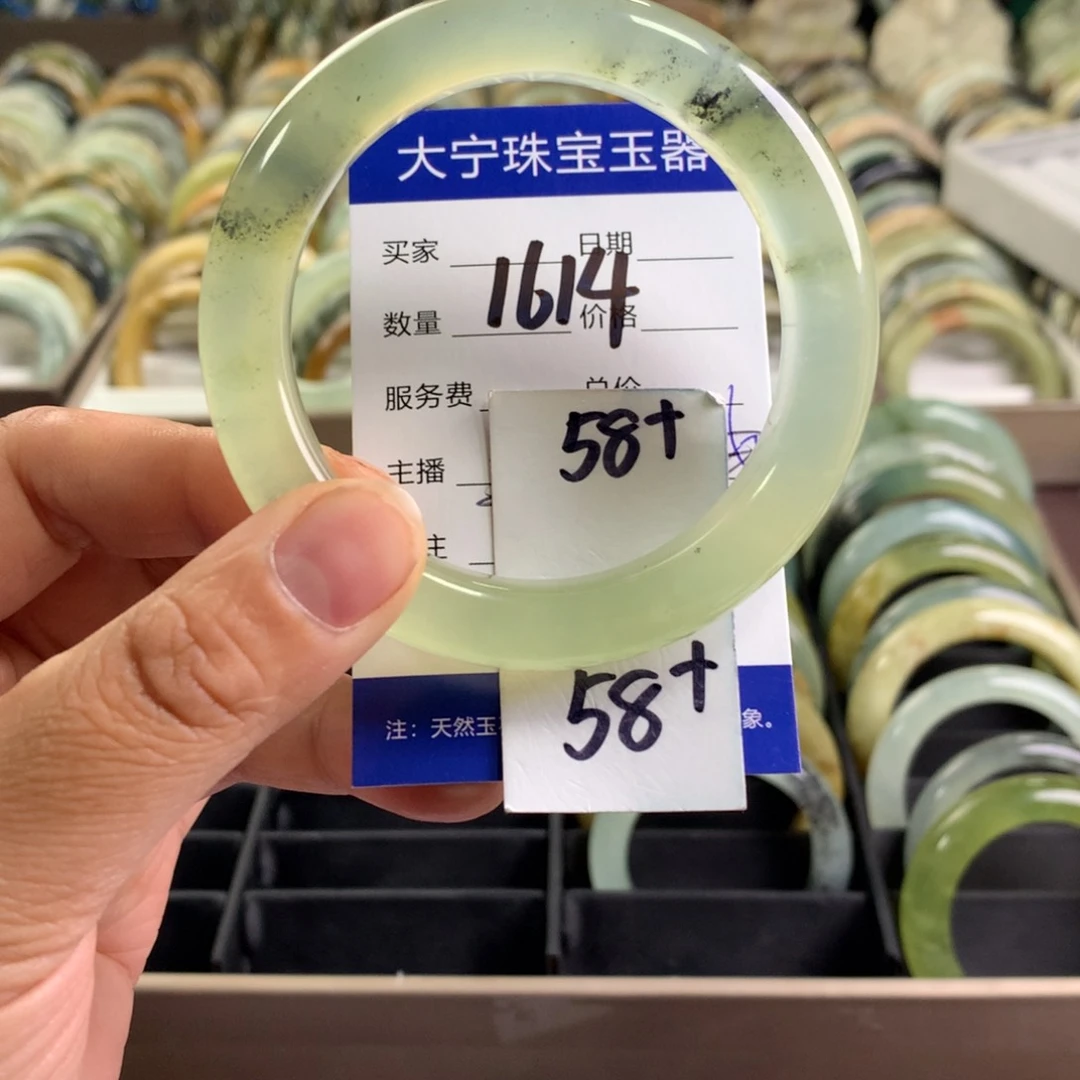 大宁珠宝玉器
买家 日期
1614
数量 价格
服务费 总价
58+
主播
主
58+
注：天然玉 象。